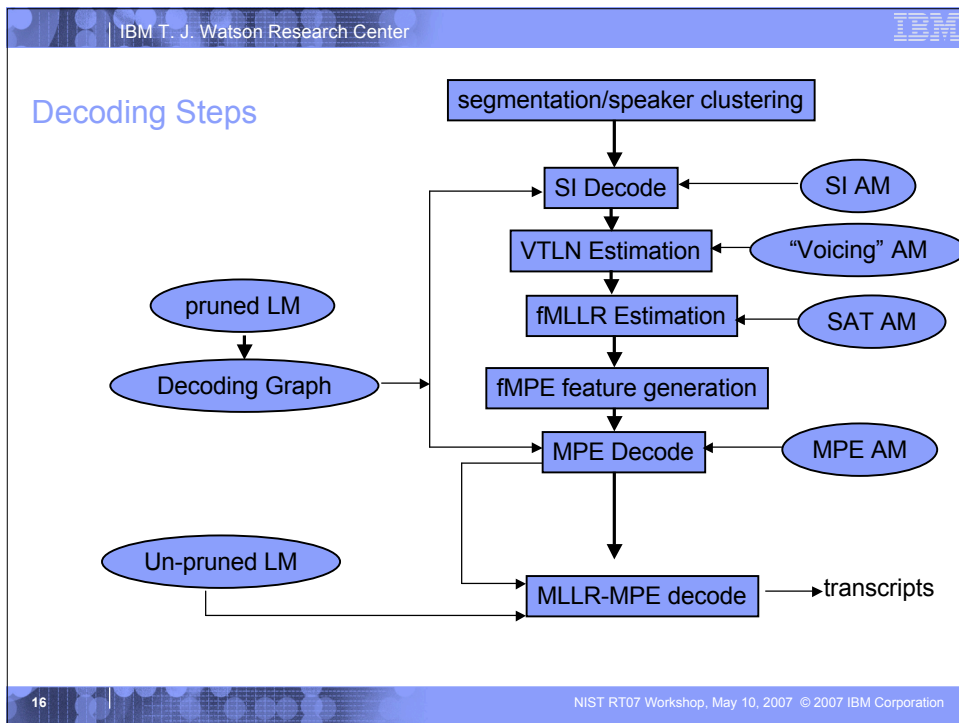 IBM T. J. Watson Research Center
IBM
Decoding Steps
segmentation/speaker clustering
SI Decode
SI AM
VTLN Estimation
“Voicing” AM
pruned LM
fMLLR Estimation
SAT AM
Decoding Graph
fMPE feature generation
MPE Decode
MPE AM
Un-pruned LM
MLLR-MPE decode
transcripts
16
NIST RT07 Workshop, May 10, 2007 © 2007 IBM Corporation